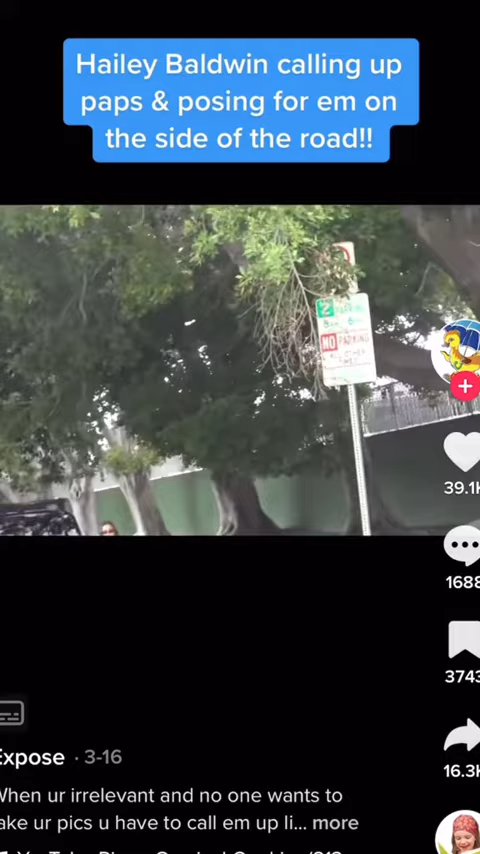 Hailey Baldwin calling up
paps & posing for em on
the side of the road!!
NO PARKING
39.1K
1688
3743
16.3K
Expose · 3-16
When ur irrelevant and no one wants to
take ur pics u have to call em up li... more